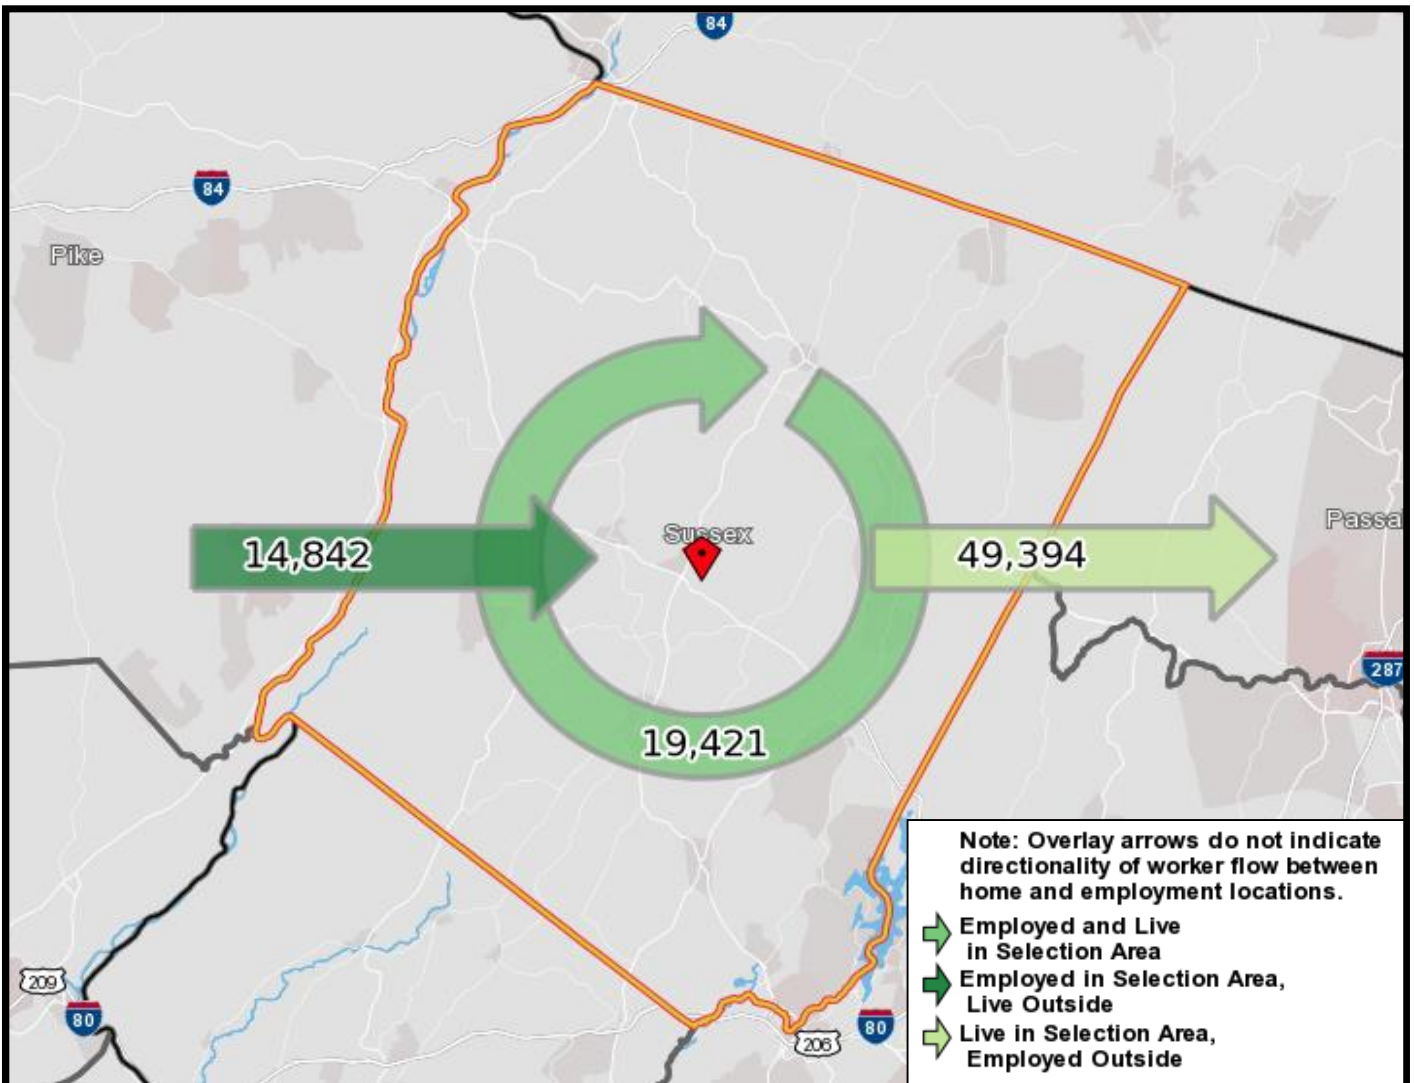 84
84
Pike
Sussex
Passai
14,842
49,394
19,421
287
Note: Overlay arrows do not indicate
directionality of worker flow between
home and employment locations.
Employed and Live
in Selection Area
Employed in Selection Area,
Live Outside
Live in Selection Area,
Employed Outside
209
80
206
80